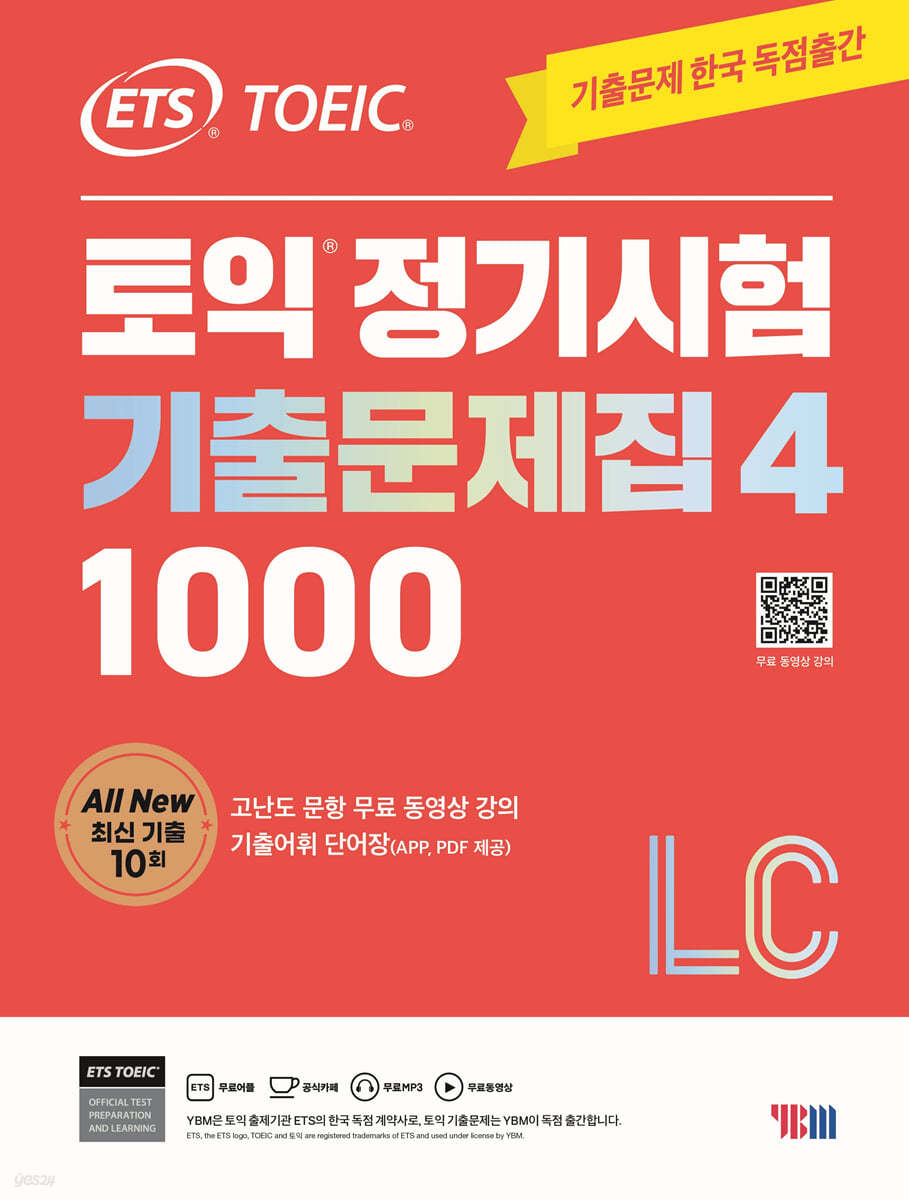 기출문제 한국 독점출간
ETS® TOEIC®
토익® 정기시험
기출문제집 4
1000
무료 동영상 강의
All New
최신 기출
10회
고난도 문항 무료 동영상 강의
기출어휘 단어장(APP, PDF 제공)
LC
ETS TOEIC®
OFFICIAL TEST
PREPARATION
AND LEARNING
ETS 무료어플 공식카페 무료MP3 무료동영상
YBM은 토익 출제기관 ETS의 한국 독점 계약사로, 토익 기출문제는 YBM이 독점 출간합니다.
ETS, the ETS logo, TOEIC and 토익 are registered trademarks of ETS and used under license by YBM.
YBM
yes24